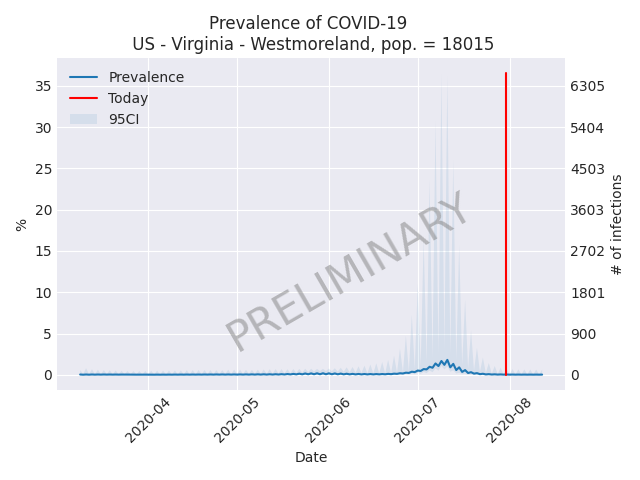 Prevalence of COVID-19
US - Virginia - Westmoreland, pop. = 18015
Prevalence
Today
95CI
35
30
25
20
15
10
5
0
%
6305
5404
4503
3603
2702
1801
900
0
# of infections
PRELIMINARY
2020-04
2020-05
2020-06
2020-07
2020-08
Date